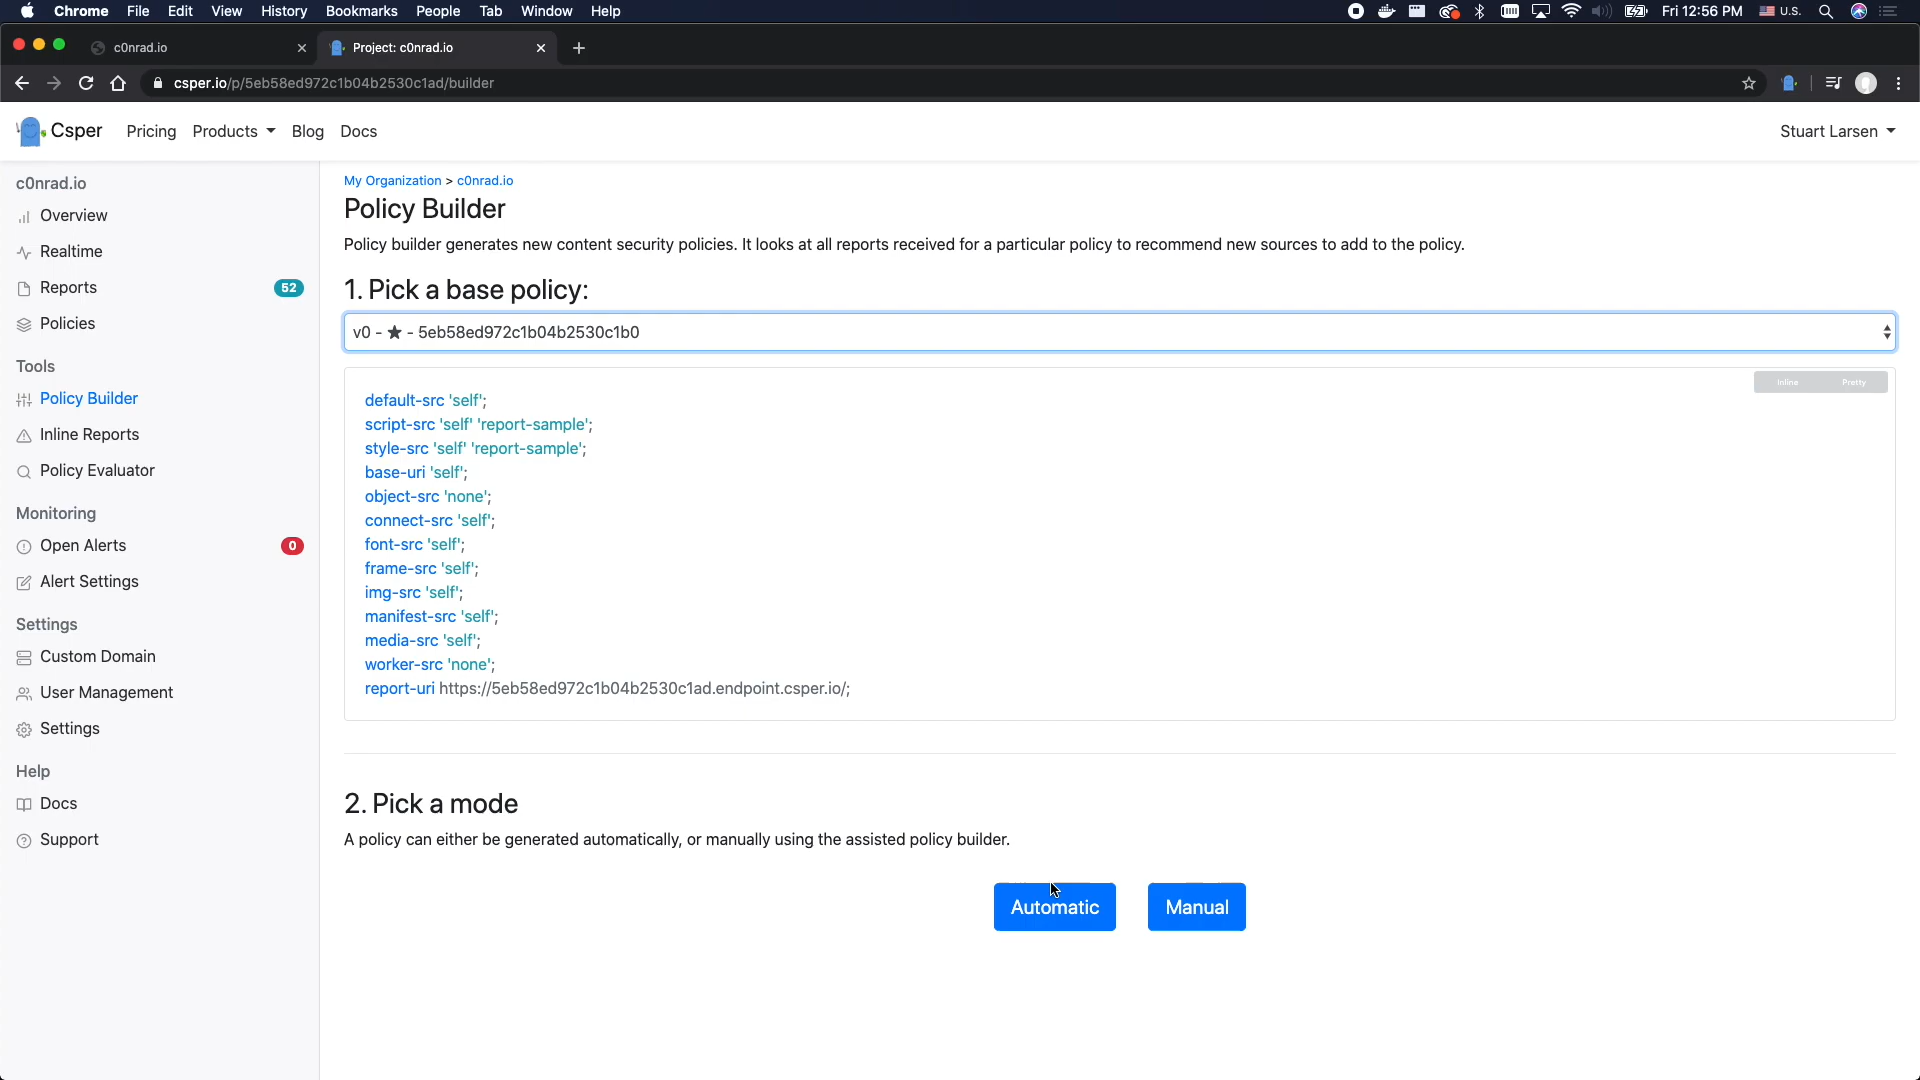 Chrome File Edit View History Bookmarks People Tab Window Help Fri 12:56 PM U.S.
c0nrad.io Project: c0nrad.io
csper.io/p/5eb58ed972c1b04b2530c1ad/builder
Csper Pricing Products Blog Docs Stuart Larsen
c0nrad.io
Overview
Realtime
Reports 52
Policies
Tools
Policy Builder
Inline Reports
Policy Evaluator
Monitoring
Open Alerts 0
Alert Settings
Settings
Custom Domain
User Management
Settings
Help
Docs
Support
My Organization > c0nrad.io
Policy Builder
Policy builder generates new content security policies. It looks at all reports received for a particular policy to recommend new sources to add to the policy.
1. Pick a base policy:
v0 - ★ - 5eb58ed972c1b04b2530c1b0
Inline Pretty
default-src 'self';
script-src 'self' 'report-sample';
style-src 'self' 'report-sample';
base-uri 'self';
object-src 'none';
connect-src 'self';
font-src 'self';
frame-src 'self';
img-src 'self';
manifest-src 'self';
media-src 'self';
worker-src 'none';
report-uri https://5eb58ed972c1b04b2530c1ad.endpoint.csper.io/;
2. Pick a mode
A policy can either be generated automatically, or manually using the assisted policy builder.
Automatic Manual